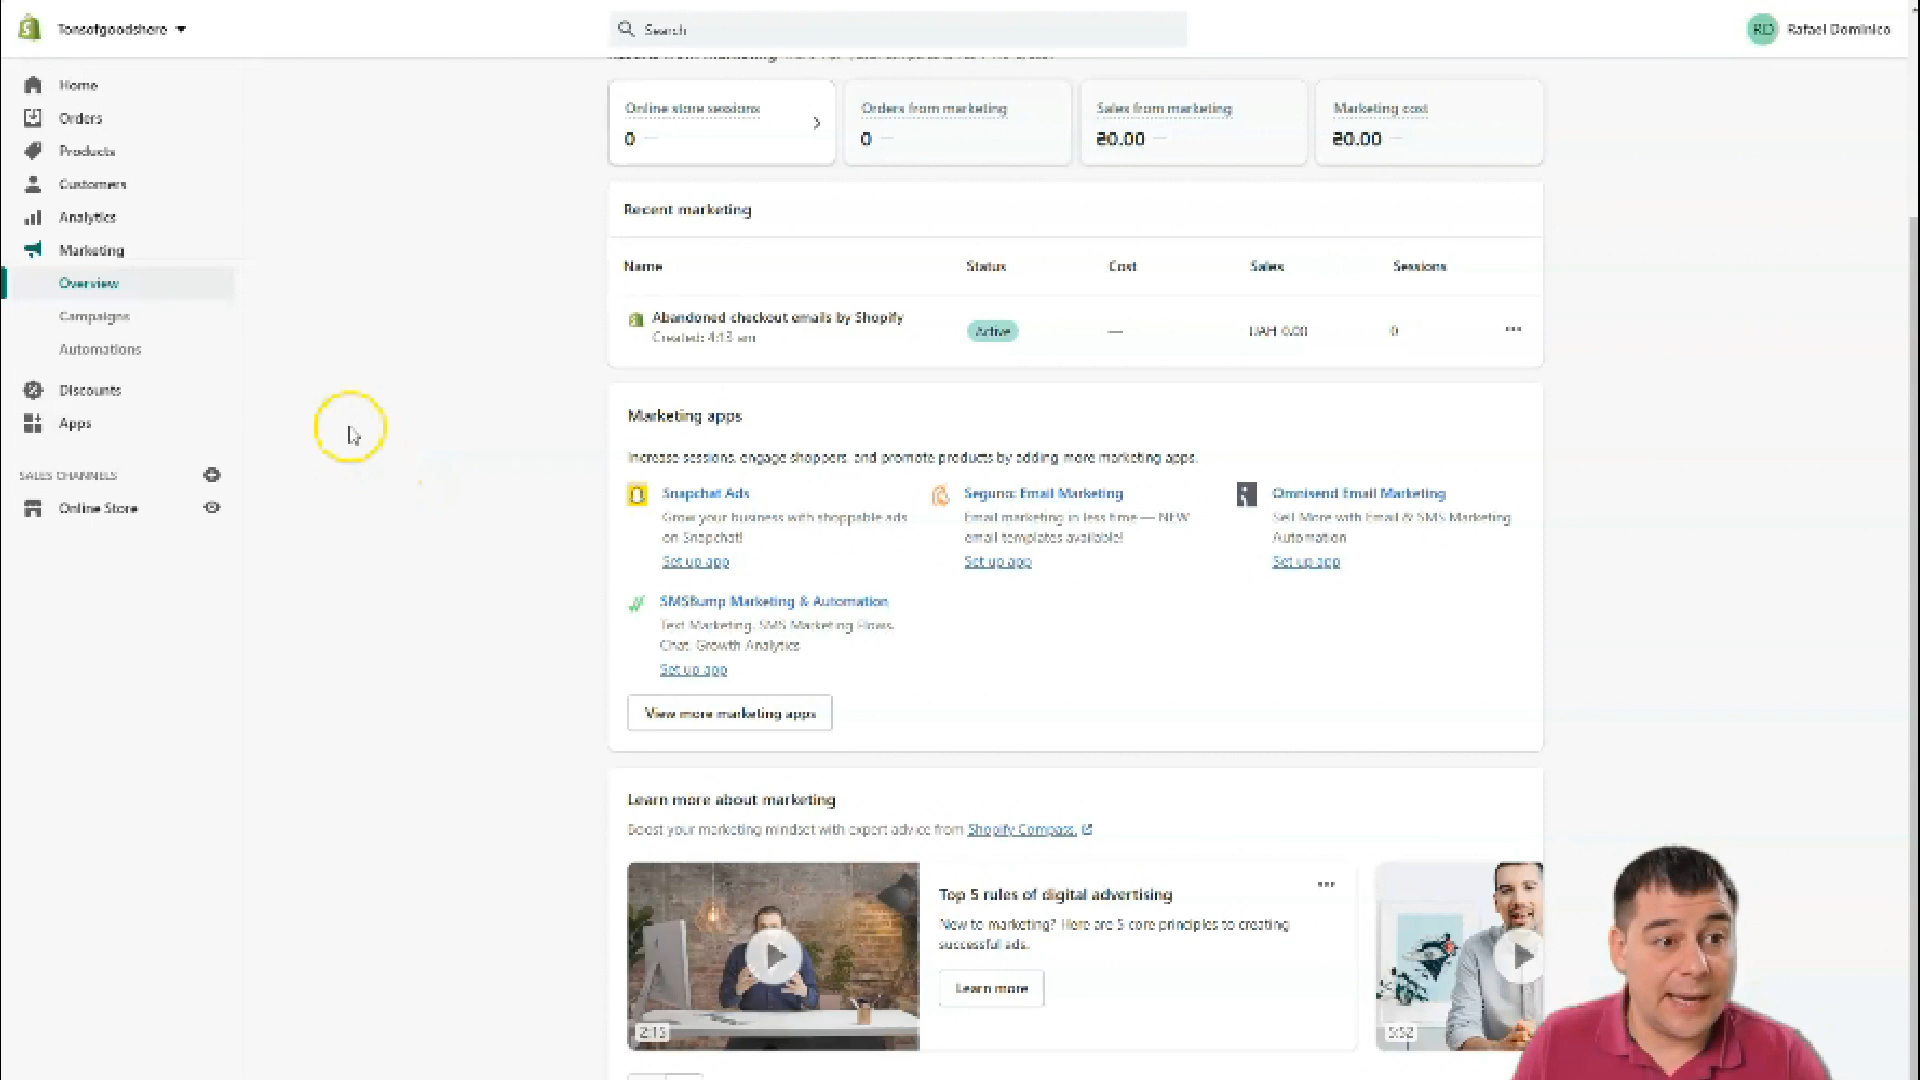 Tonsofgoodshere
Search
RD Rafael Dominico
Home
Orders
Products
Customers
Analytics
Marketing
Overview
Campaigns
Automations
Discounts
Apps
SALES CHANNELS
Online Store
Online store sessions
0 —
Orders from marketing
0 —
Sales from marketing
₴0.00 —
Marketing cost
₴0.00 —
Recent marketing
Name Status Cost Sales Sessions
Abandoned checkout emails by Shopify
Created: 4:13 am
Active — UAH 0.00 0
Marketing apps
Increase sessions, engage shoppers, and promote products by adding more marketing apps.
Snapchat Ads
Grow your business with shoppable ads
on Snapchat!
Set up app
Seguno: Email Marketing
Email marketing in less time — NEW
email templates available!
Set up app
Omnisend Email Marketing
Sell More with Email & SMS Marketing
Automation
Set up app
SMSBump Marketing & Automation
Text Marketing, SMS Marketing Flows,
Chat, Growth Analytics
Set up app
View more marketing apps
Learn more about marketing
Boost your marketing mindset with expert advice from Shopify Compass.
2:15
Top 5 rules of digital advertising
New to marketing? Here are 5 core principles to creating
successful ads.
Learn more
5:52